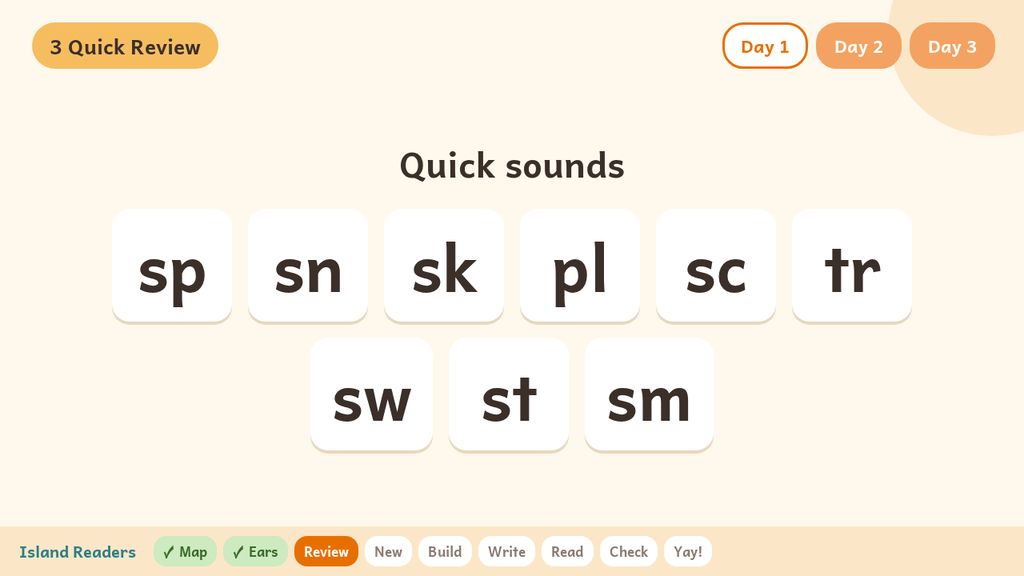 3 Quick Review
Day 1 Day 2 Day 3
Quick sounds
sp sn sk pl sc tr
sw st sm
Island Readers ✓ Map ✓ Ears Review New Build Write Read Check Yay!